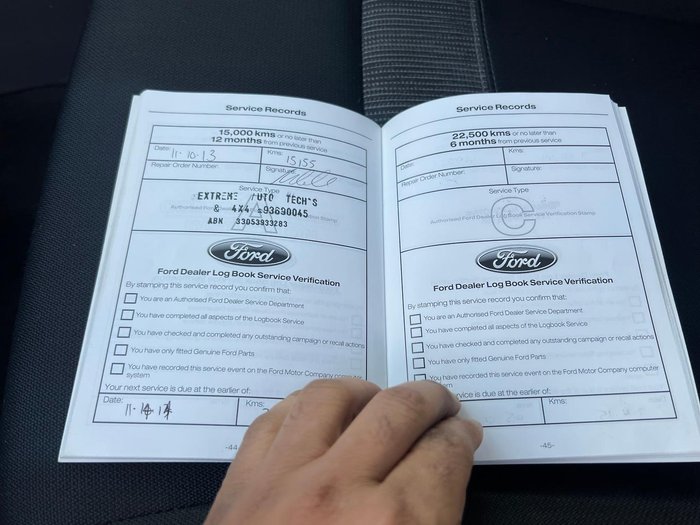 Service Records
15,000 kms or no later than
12 months from previous service
Date: 11·10·13
Kms: 15155
Repair Order Number:
Signature:
Service Type
A
EXTREME AUTO TECH'S
Authorised Ford Dealer Log Book Service Verification Stamp
& 4X4 93690045
ABN 33053933283
Ford
Ford Dealer Log Book Service Verification
By stamping this service record you confirm that:
You are an Authorised Ford Dealer Service Department
You have completed all aspects of the Logbook Service
You have checked and completed any outstanding campaign or recall actions
You have only fitted Genuine Ford Parts
You have recorded this service event on the Ford Motor Company computer
system
Your next service is due at the earlier of:
Date: 11·
Kms:
-44
Service Records
22,500 kms or no later than
6 months from previous service
Date:
Kms:
Repair Order Number:
Signature:
Service Type
C
Authorised Ford Dealer Log Book Service Verification Stamp
Ford
Ford Dealer Log Book Service Verification
By stamping this service record you confirm that:
You are an Authorised Ford Dealer Service Department
You have completed all aspects of the Logbook Service
You have checked and completed any outstanding campaign or recall actions
You have only fitted Genuine Ford Parts
You have recorded this service event on the Ford Motor Company computer
service is due at the earlier of:
Kms:
-45-